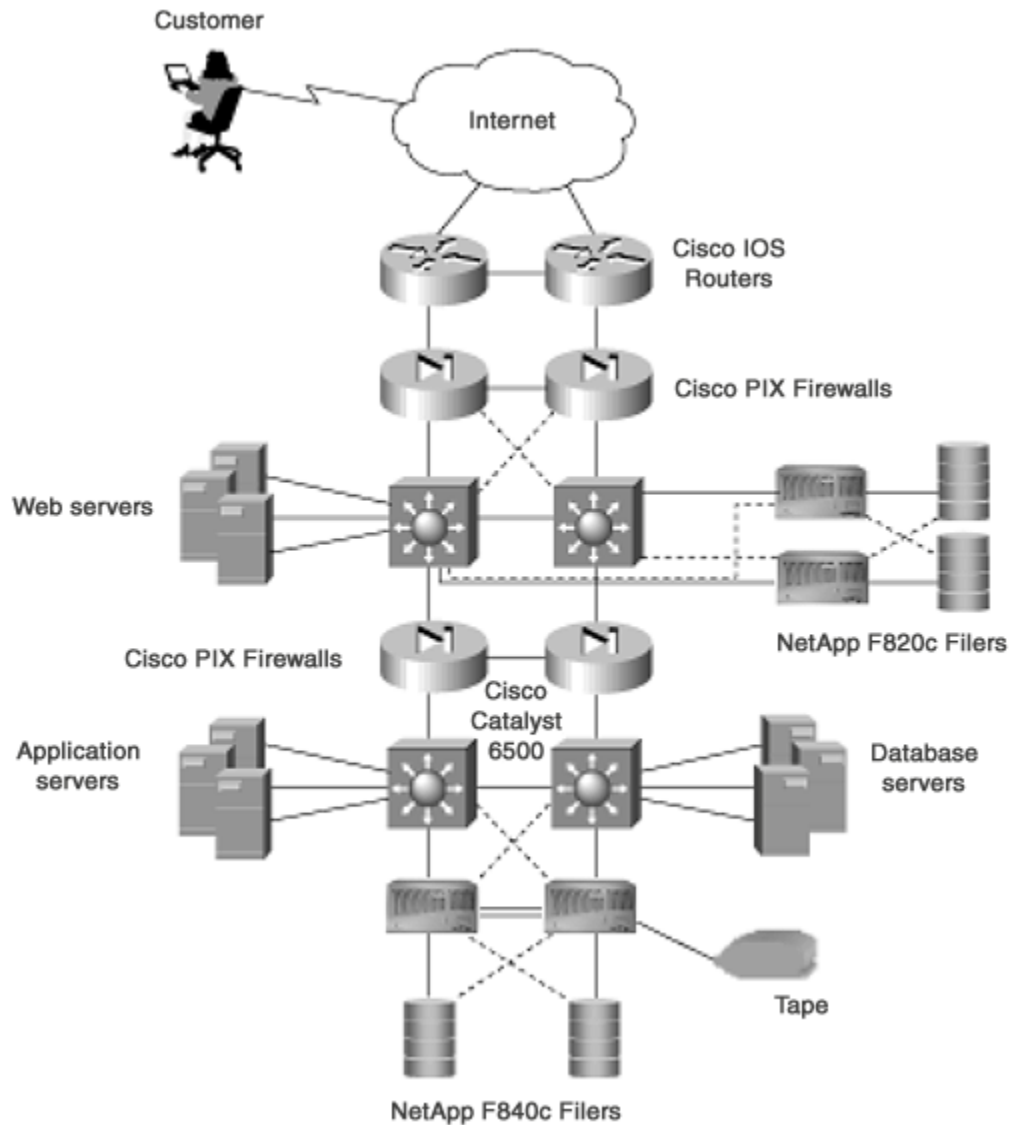 Customer
Internet
Cisco IOS
Routers
Cisco PIX Firewalls
Web servers
NetApp F820c Filers
Cisco PIX Firewalls
Cisco
Catalyst
6500
Application
servers
Database
servers
Tape
NetApp F840c Filers